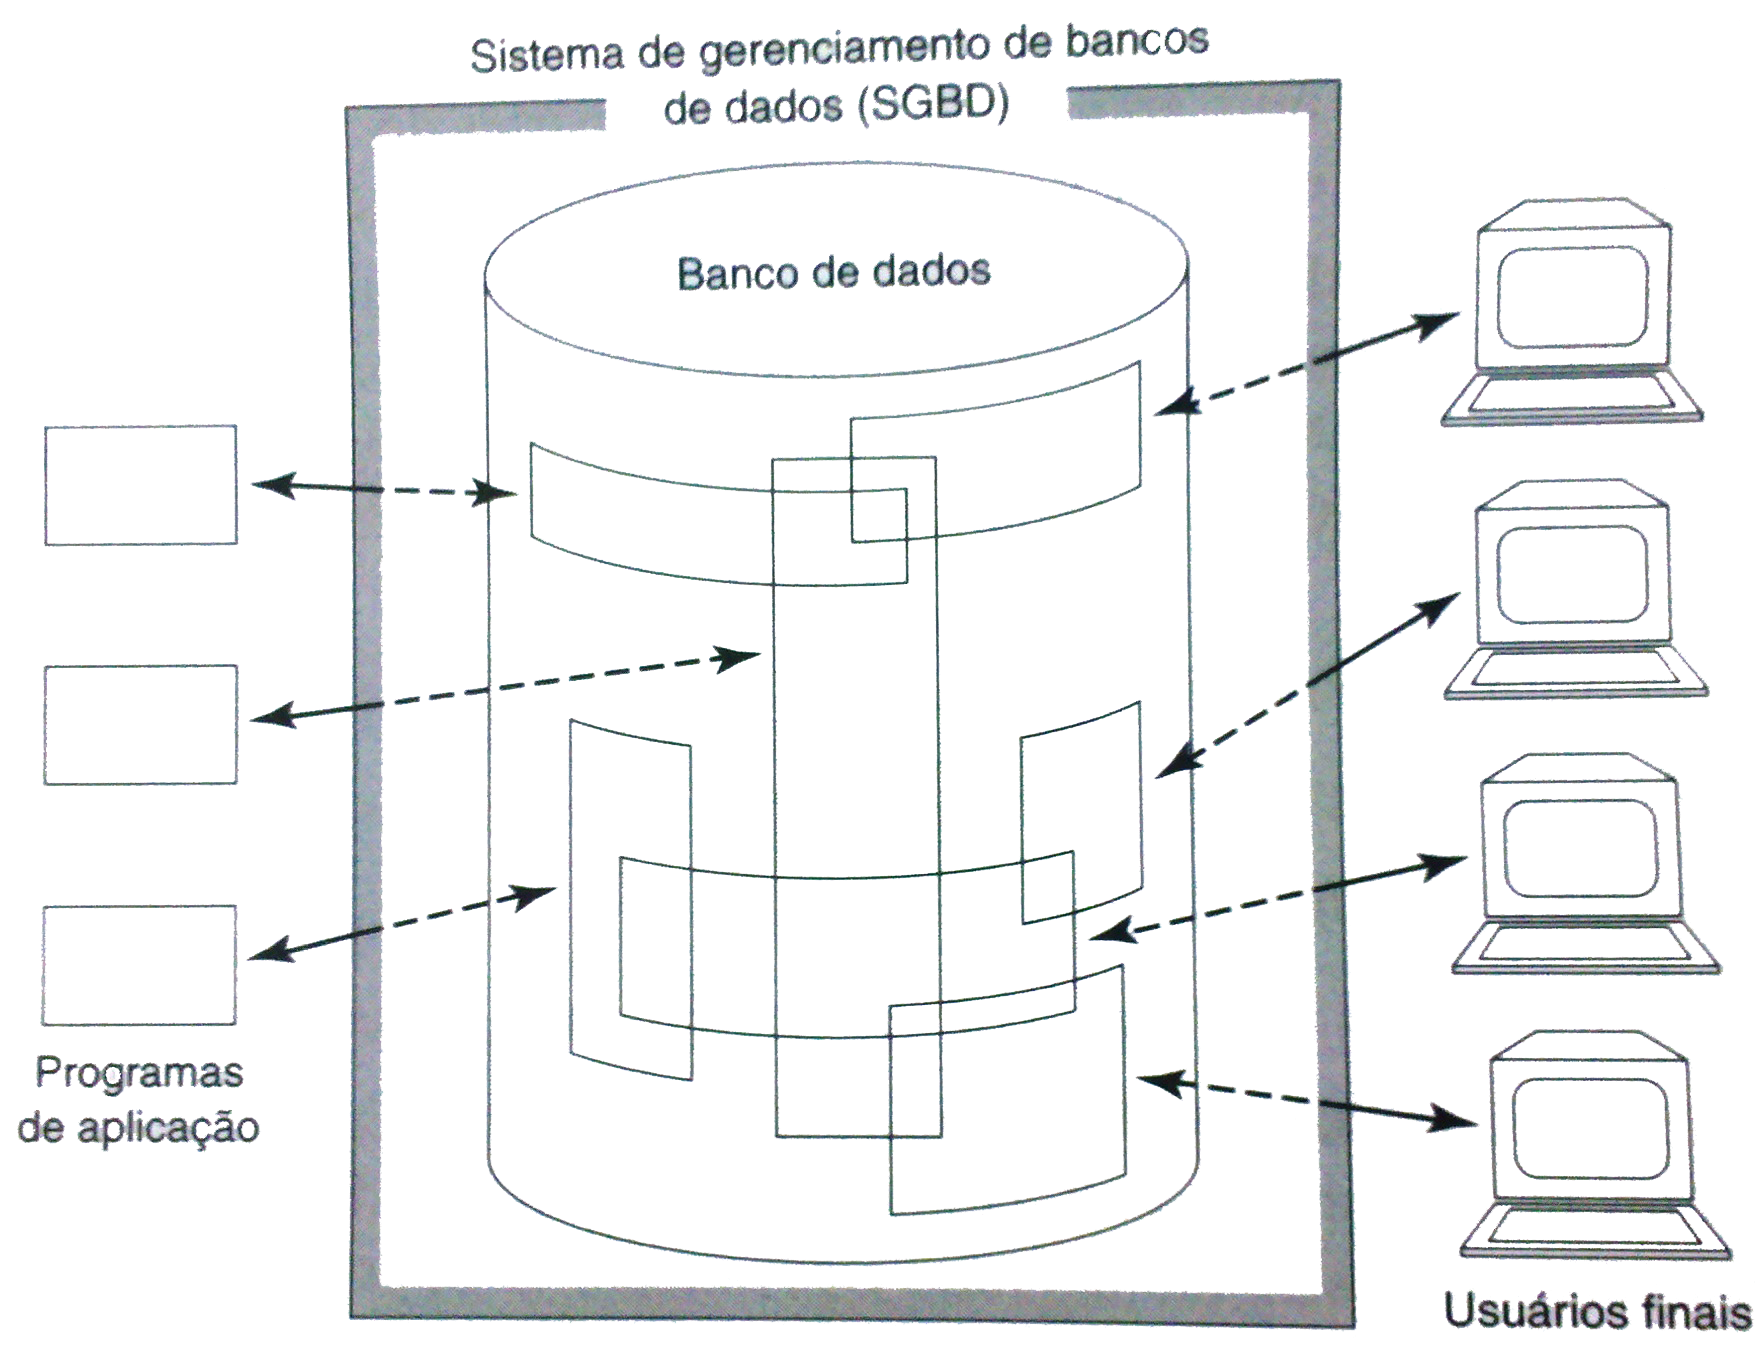 Sistema de gerenciamento de bancos
de dados (SGBD)
Banco de dados
Programas
de aplicação
Usuários finais